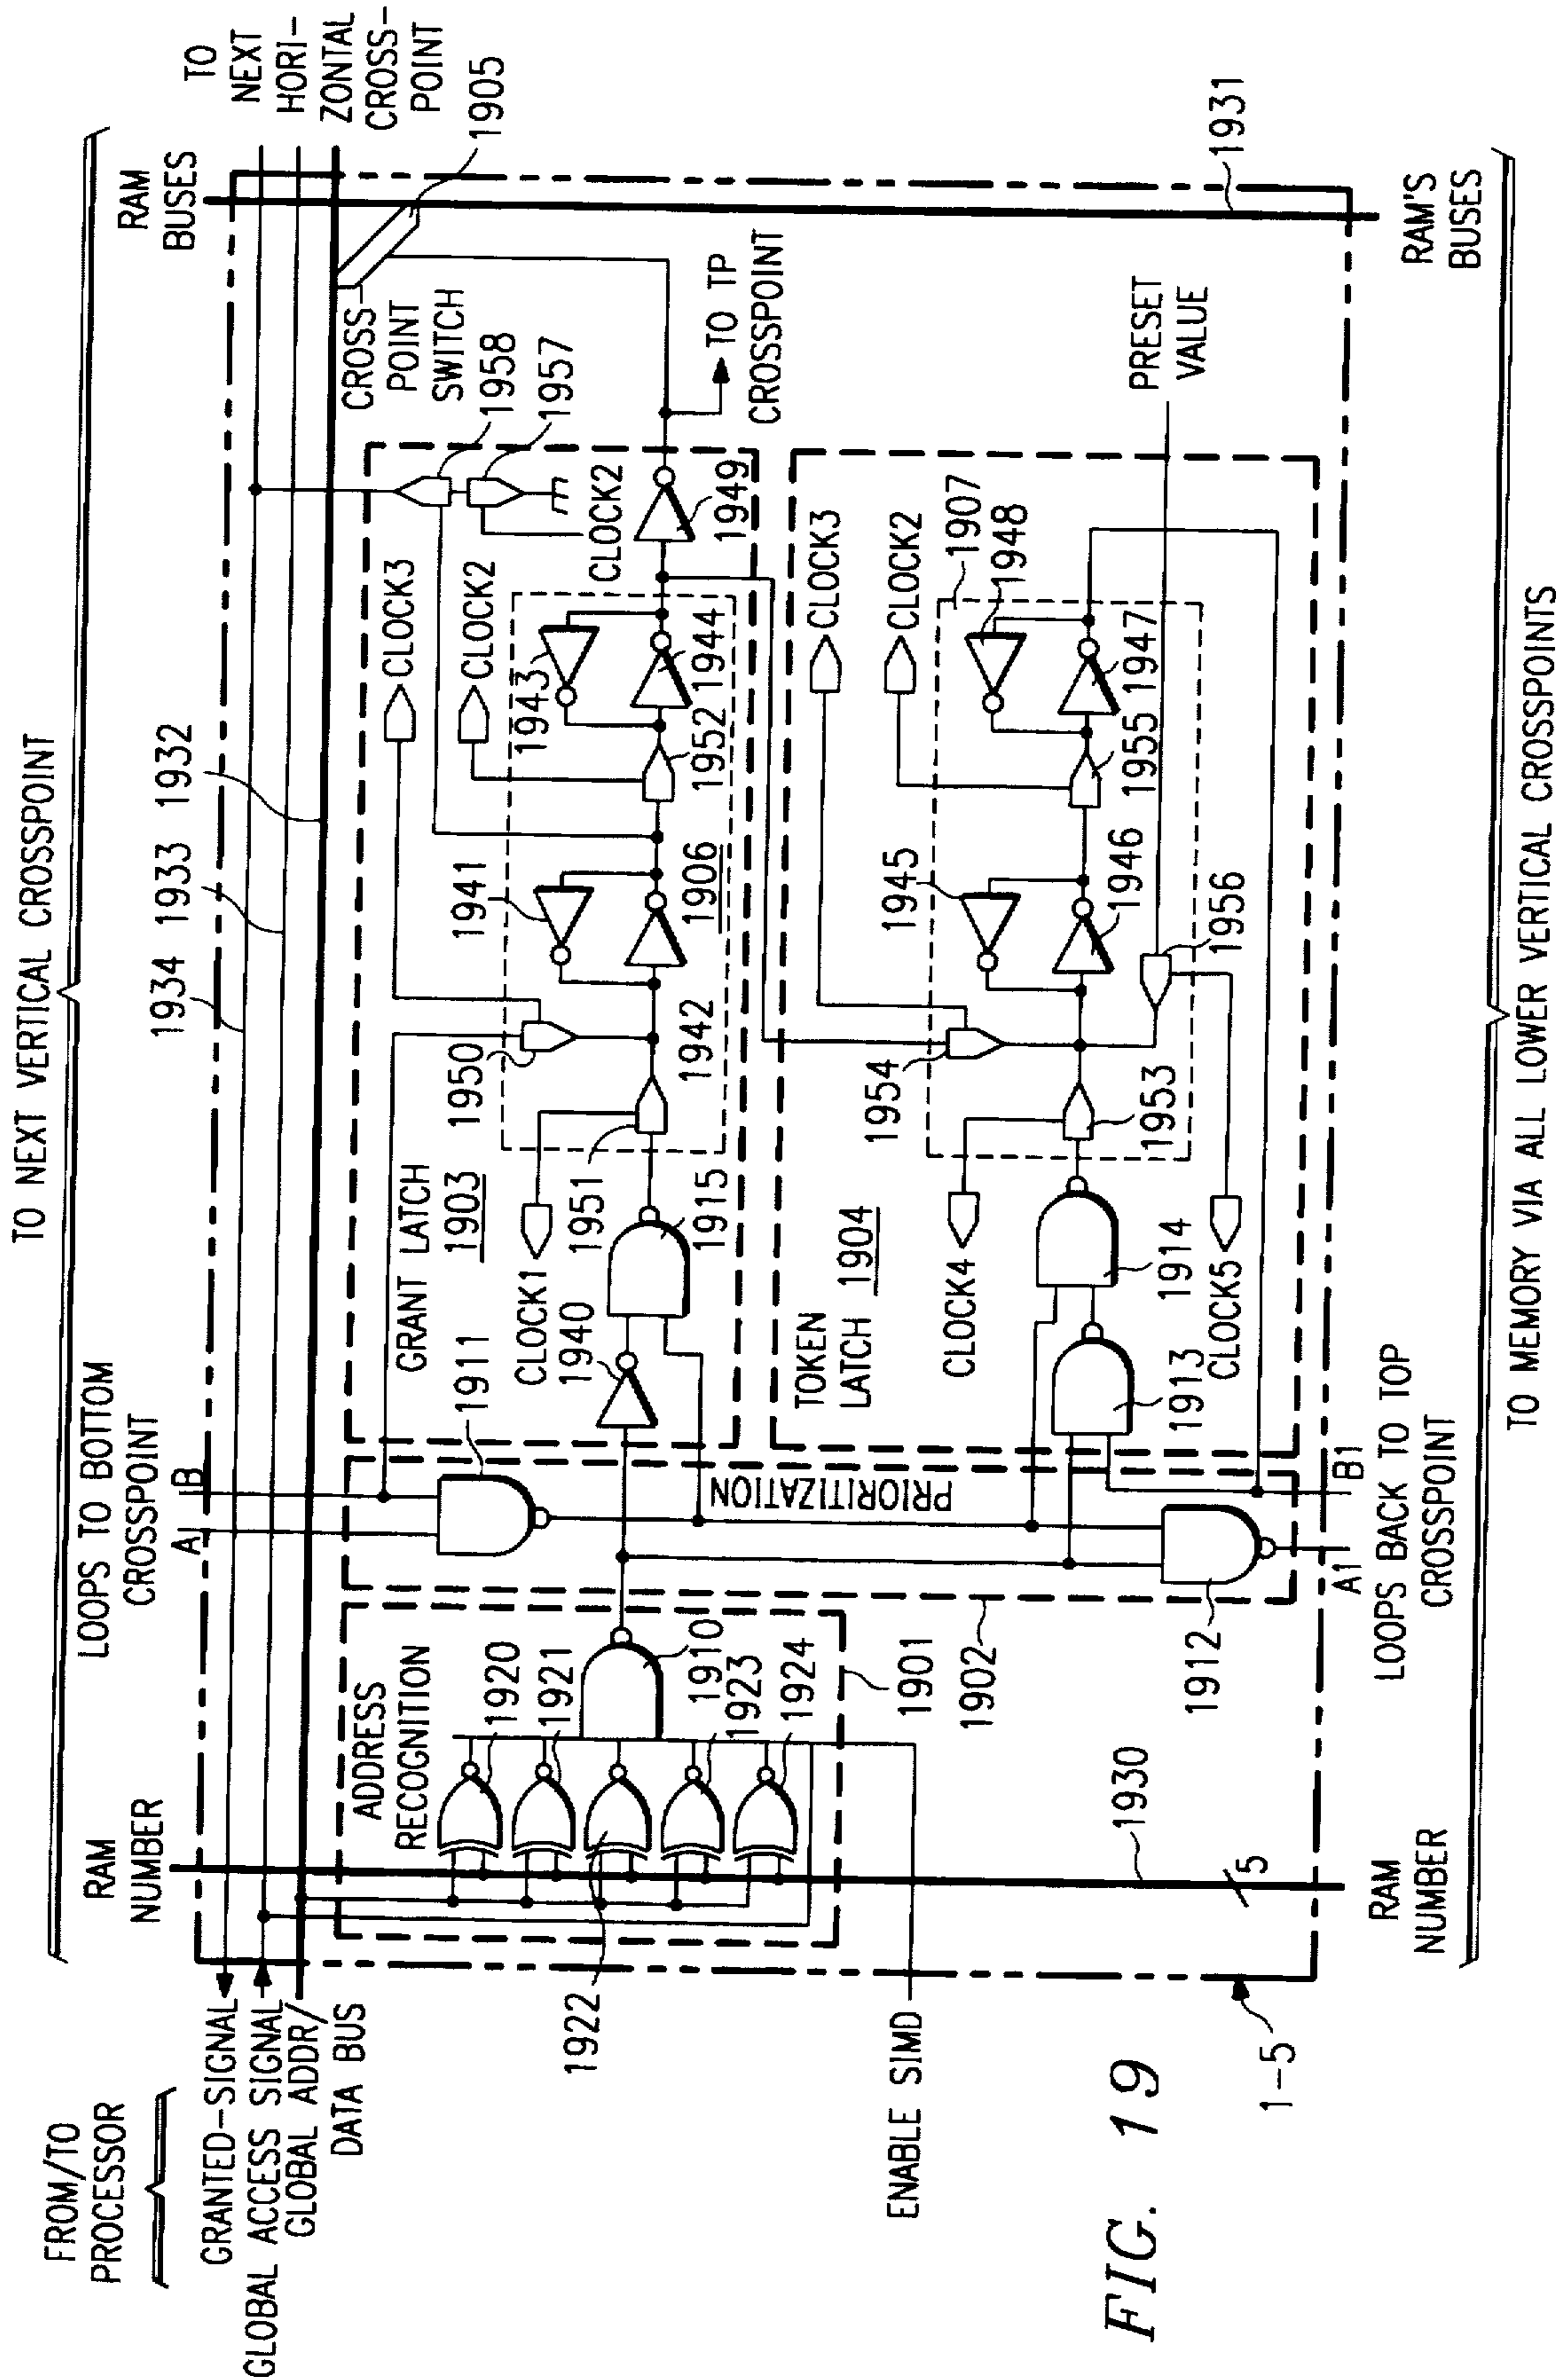 FROM/TO
PROCESSOR
TO NEXT VERTICAL CROSSPOINT
GRANTED-SIGNAL
GLOBAL ACCESS SIGNAL
GLOBAL ADDR/
DATA BUS
RAM
NUMBER
LOOPS TO BOTTOM
CROSSPOINT
A
B
1934
1933
1932
RAM
BUSES
TO
NEXT
HORI-
ZONTAL
CROSS-
POINT
1905
ADDRESS
RECOGNITION
1920
1921
1922
1910
1923
1924
1901
1902
ENABLE SIMD
1930
5
1911
PRIORITIZATION
1912
GRANT LATCH
1903
CLOCK1
1940
1951
1915
1950
1942
1941
1906
CLOCK3
CLOCK2
1943
1944
1952
CLOCK2
1949
CROSS-
POINT
SWITCH
1958
1957
TO TP
CROSSPOINT
TOKEN
LATCH 1904
CLOCK4
1913
1914
CLOCK5
1954
1953
1945
1946
1956
CLOCK3
CLOCK2
1907
1948
1947
1955
PRESET
VALUE
1931
1-5
RAM
NUMBER
A1
B1
LOOPS BACK TO TOP
CROSSPOINT
RAM'S
BUSES
TO MEMORY VIA ALL LOWER VERTICAL CROSSPOINTS
FIG. 19